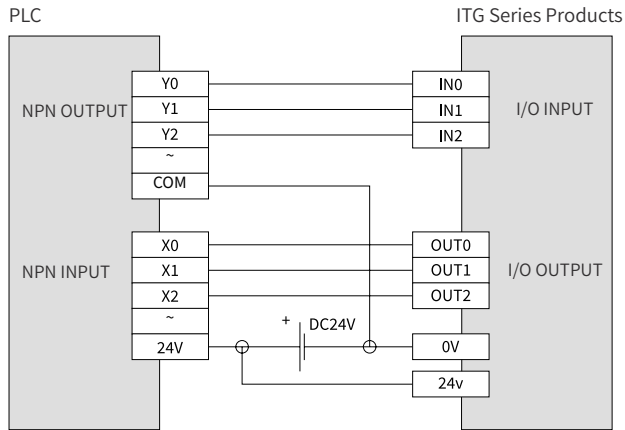 PLC
ITG Series Products
NPN OUTPUT
Y0
Y1
Y2
~
COM
IN0
IN1
IN2
I/O INPUT
NPN INPUT
X0
X1
X2
~
24V
+ DC24V
OUT0
OUT1
OUT2
0V
24v
I/O OUTPUT